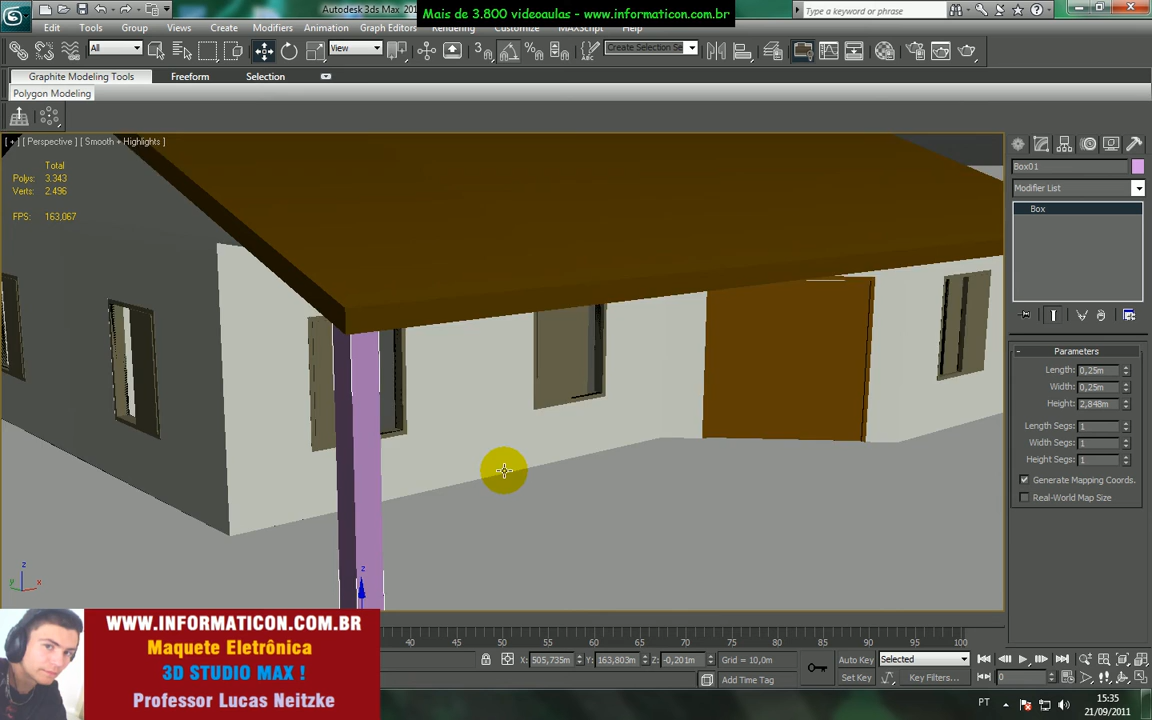 Autodesk 3ds Max 201
Mais de 3.800 videoaulas - www.informaticon.com.br
Type a keyword or phrase
Edit Tools Group Views Create Modifiers Animation Graph Editors Rendering Customize MAXScript Help
All
View
3
Create Selection Se
Graphite Modeling Tools Freeform Selection
Polygon Modeling
[ + ] [ Perspective ] [ Smooth + Highlights ]
Total
Polys: 3.343
Verts: 2.496
FPS: 163,067
Box01
Modifier List
Box
- Parameters
Length: 0,25m
Width: 0,25m
Height: 2,848m
Length Segs: 1
Width Segs: 1
Height Segs: 1
Generate Mapping Coords.
Real-World Map Size
z
z
y
x
WWW.INFORMATICON.COM.BR
Maquete Eletrônica
3D STUDIO MAX !
Professor Lucas Neitzke
40 45 50 55 60 65 70 75 80 85 90 95 100
X: 505,735m Y: 163,803m Z: -0,201m Grid = 10,0m
Add Time Tag
Auto Key Selected
Set Key Key Filters...
0
PT
15:35
21/09/2011